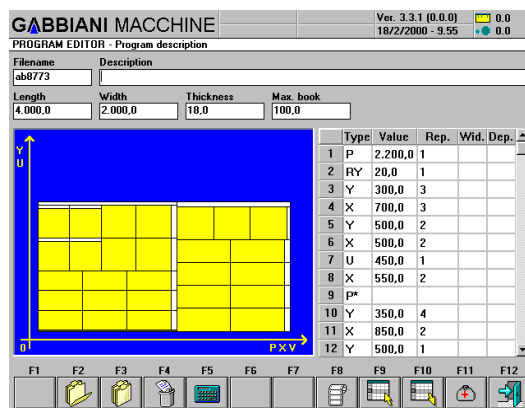 GABBIANI MACCHINE
Ver. 3.3.1 (0.0.0) 0.0
18/2/2000 - 9.55 0.0
PROGRAM EDITOR - Program description
Filename Description
ab8773
Length Width Thickness Max. book
4.000,0 2.000,0 18,0 100,0
Type Value Rep. Wid. Dep.
1 P 2.200,0 1
2 RY 20,0 1
3 Y 300,0 3
4 X 700,0 3
5 Y 500,0 2
6 X 500,0 2
7 U 450,0 1
8 X 550,0 2
9 P*
10 Y 350,0 4
11 X 850,0 2
12 Y 500,0 1
Y
U
0 P X V
F1 F2 F3 F4 F5 F6 F7 F8 F9 F10 F11 F12